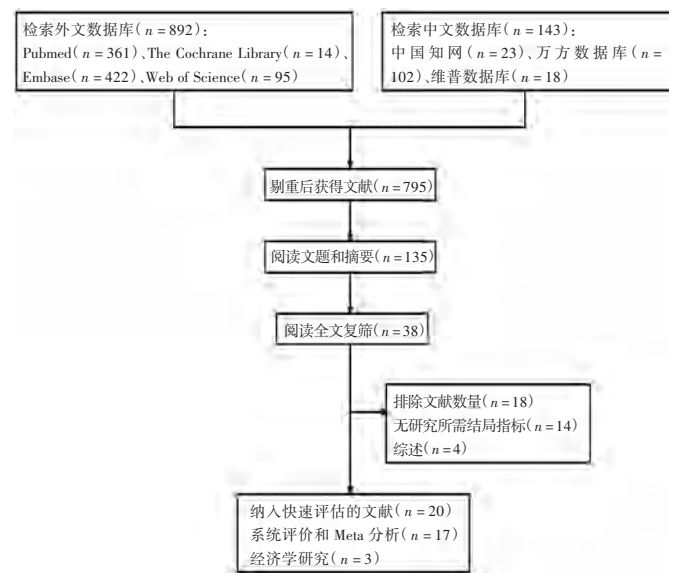 检索外文数据库(n=892):
Pubmed(n=361)、The Cochrane Library(n=14)、
Embase(n=422)、Web of Science(n=95)
检索中文数据库(n=143):
中国知网(n=23)、万方数据库(n=
102)、维普数据库(n=18)
剔重后获得文献(n=795)
阅读文题和摘要(n=135)
阅读全文复筛(n=38)
排除文献数量(n=18)
无研究所需结局指标(n=14)
综述(n=4)
纳入快速评估的文献(n=20)
系统评价和 Meta 分析(n=17)
经济学研究(n=3)